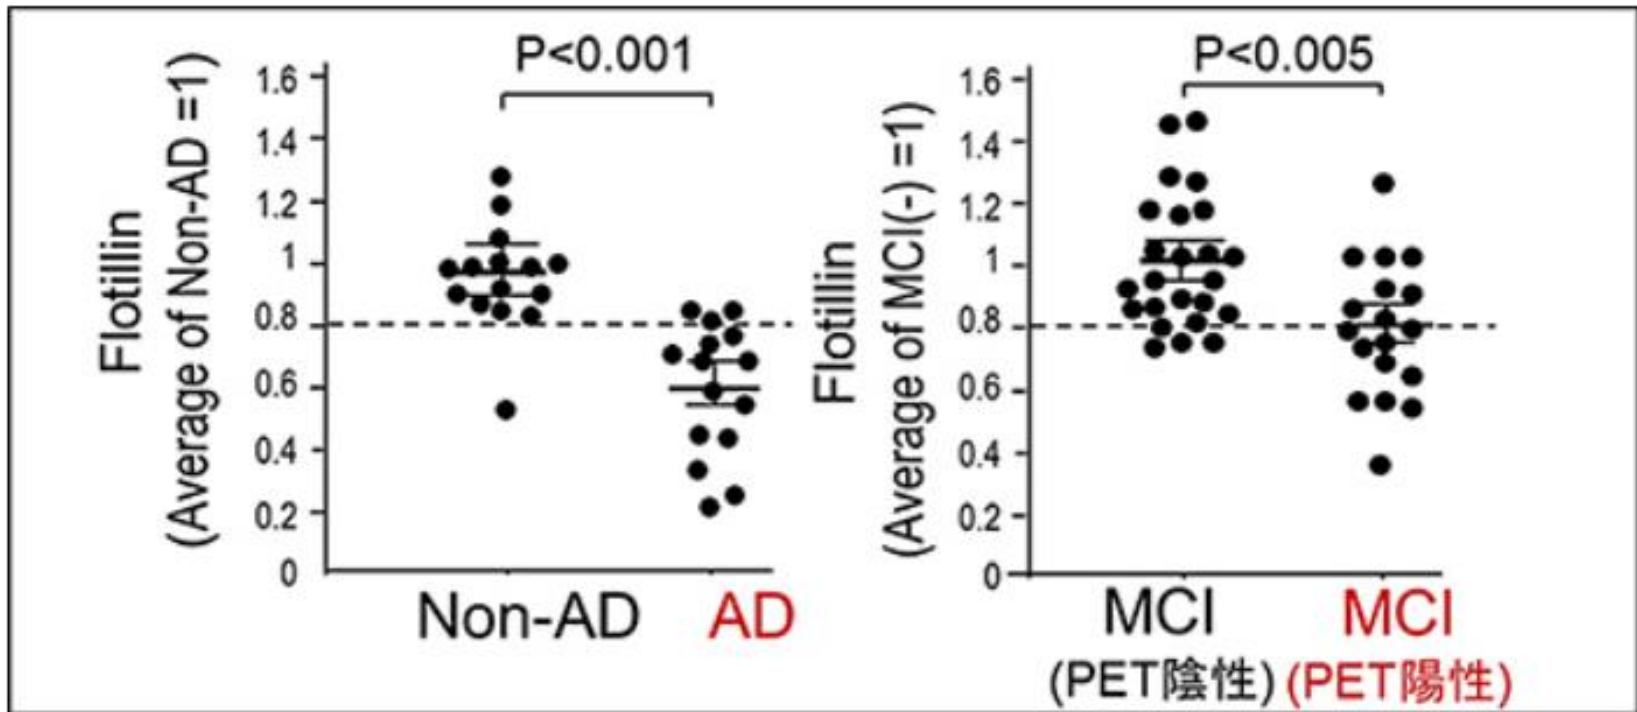 P<0.001
Flotillin
(Average of Non-AD =1)
1.6
1.4
1.2
1
0.8
0.6
0.4
0.2
0
Non-AD
AD
P<0.005
Flotillin
(Average of MCI(-) =1)
1.6
1.4
1.2
1
0.8
0.6
0.4
0.2
0
MCI
(PET陰性)
MCI
(PET陽性)